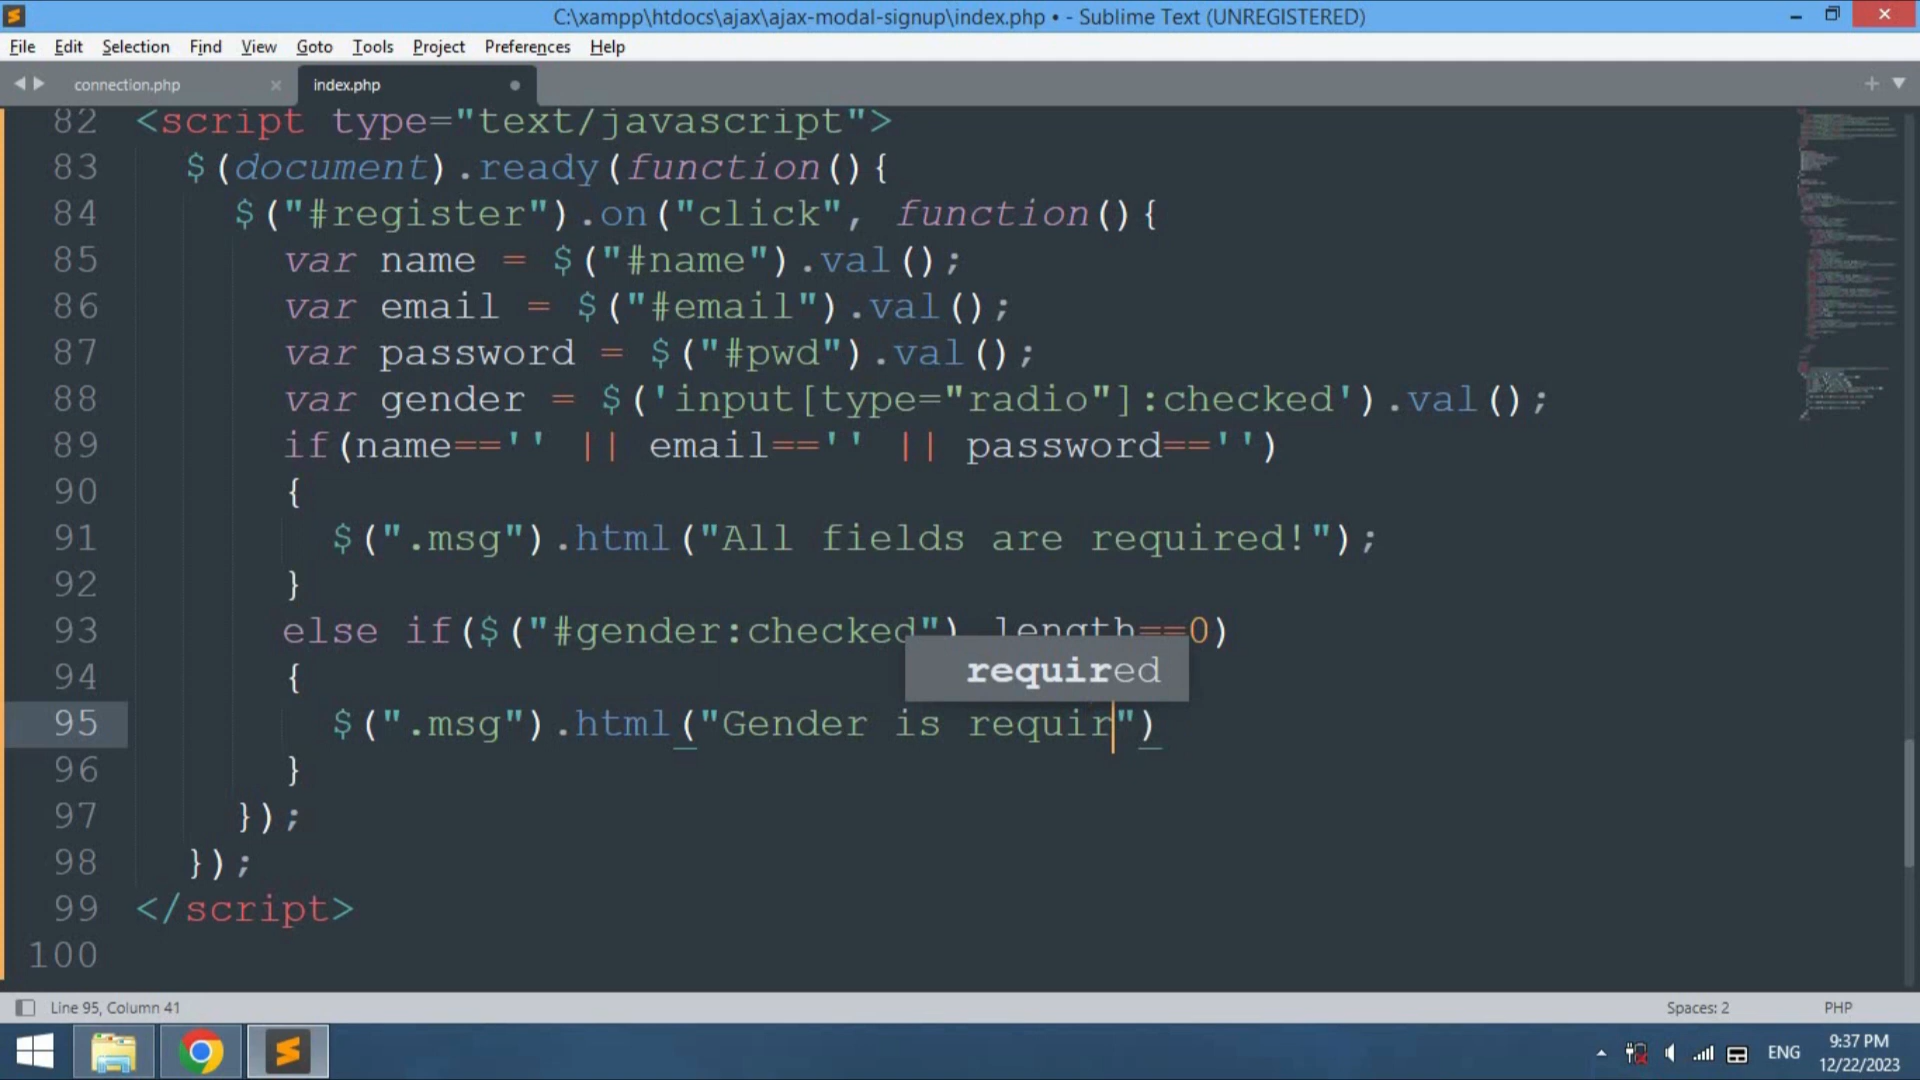 C:\xampp\htdocs\ajax\ajax-modal-signup\index.php • - Sublime Text (UNREGISTERED)
File Edit Selection Find View Goto Tools Project Preferences Help
connection.php index.php
82 <script type="text/javascript">
83 $(document).ready(function(){
84 $("#register").on("click", function(){
85 var name = $("#name").val();
86 var email = $("#email").val();
87 var password = $("#pwd").val();
88 var gender = $('input[type="radio"]:checked').val();
89 if(name=='' || email=='' || password=='')
90 {
91 $(".msg").html("All fields are required!");
92 }
93 else if($("#gender:checked").length==0)
94 {
required
95 $(".msg").html("Gender is requir")
96 }
97 });
98 });
99 </script>
100
Line 95, Column 41 Spaces: 2 PHP
ENG 9:37 PM
12/22/2023